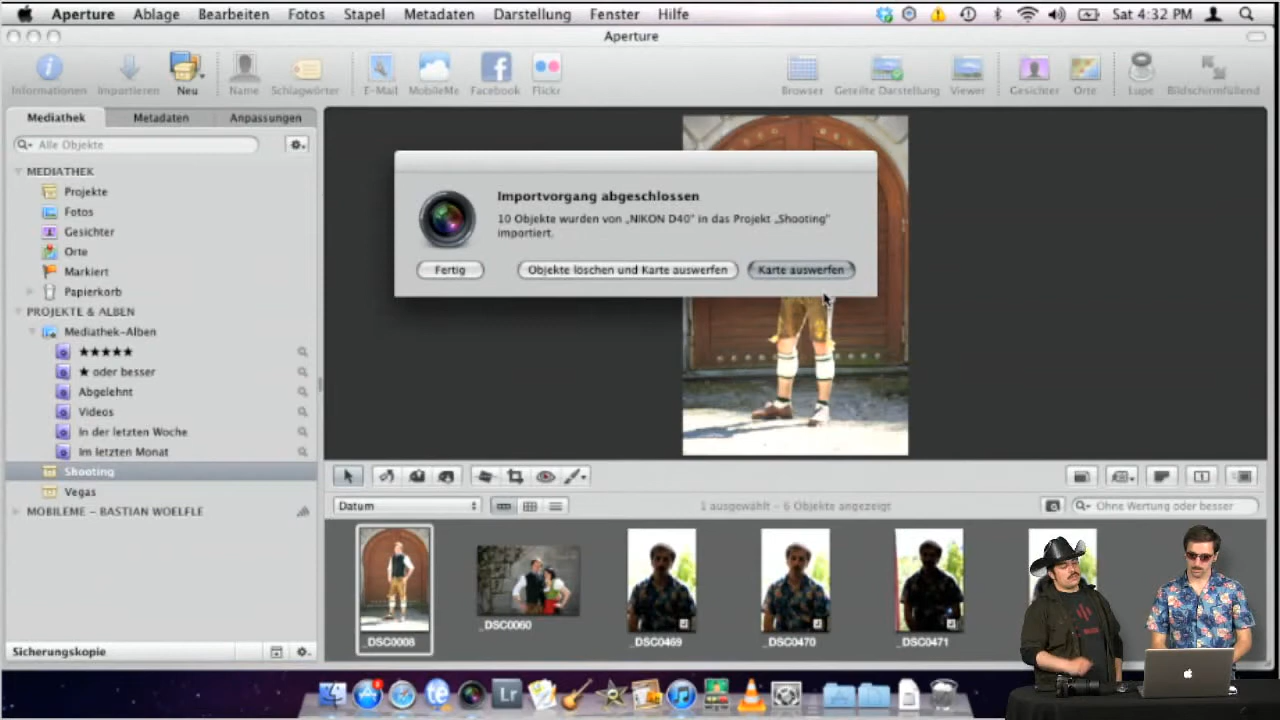 Aperture Ablage Bearbeiten Fotos Stapel Metadaten Darstellung Fenster Hilfe Sat 4:32 PM
Aperture
Informationen Importieren Neu Name Schlagwörter E-Mail MobileMe Facebook Flickr Browser Geteilte Darstellung Viewer Gesichter Orte Lupe Bildschirmfüllend
Mediathek Metadaten Anpassungen
Alle Objekte
MEDIATHEK
Projekte
Fotos
Gesichter
Orte
Markiert
Papierkorb
PROJEKTE & ALBEN
Mediathek-Alben
★★★★★
★ oder besser
Abgelehnt
Videos
In der letzten Woche
Im letzten Monat
Shooting
Vegas
MOBILEME – BASTIAN WOELFLE
Sicherungskopie
Importvorgang abgeschlossen
10 Objekte wurden von „NIKON D40“ in das Projekt „Shooting“
importiert.
Fertig Objekte löschen und Karte auswerfen Karte auswerfen
Datum 1 ausgewählt – 6 Objekte angezeigt Ohne Wertung oder besser
_DSC0008 _DSC0060 _DSC0469 _DSC0470 _DSC0471
Lr